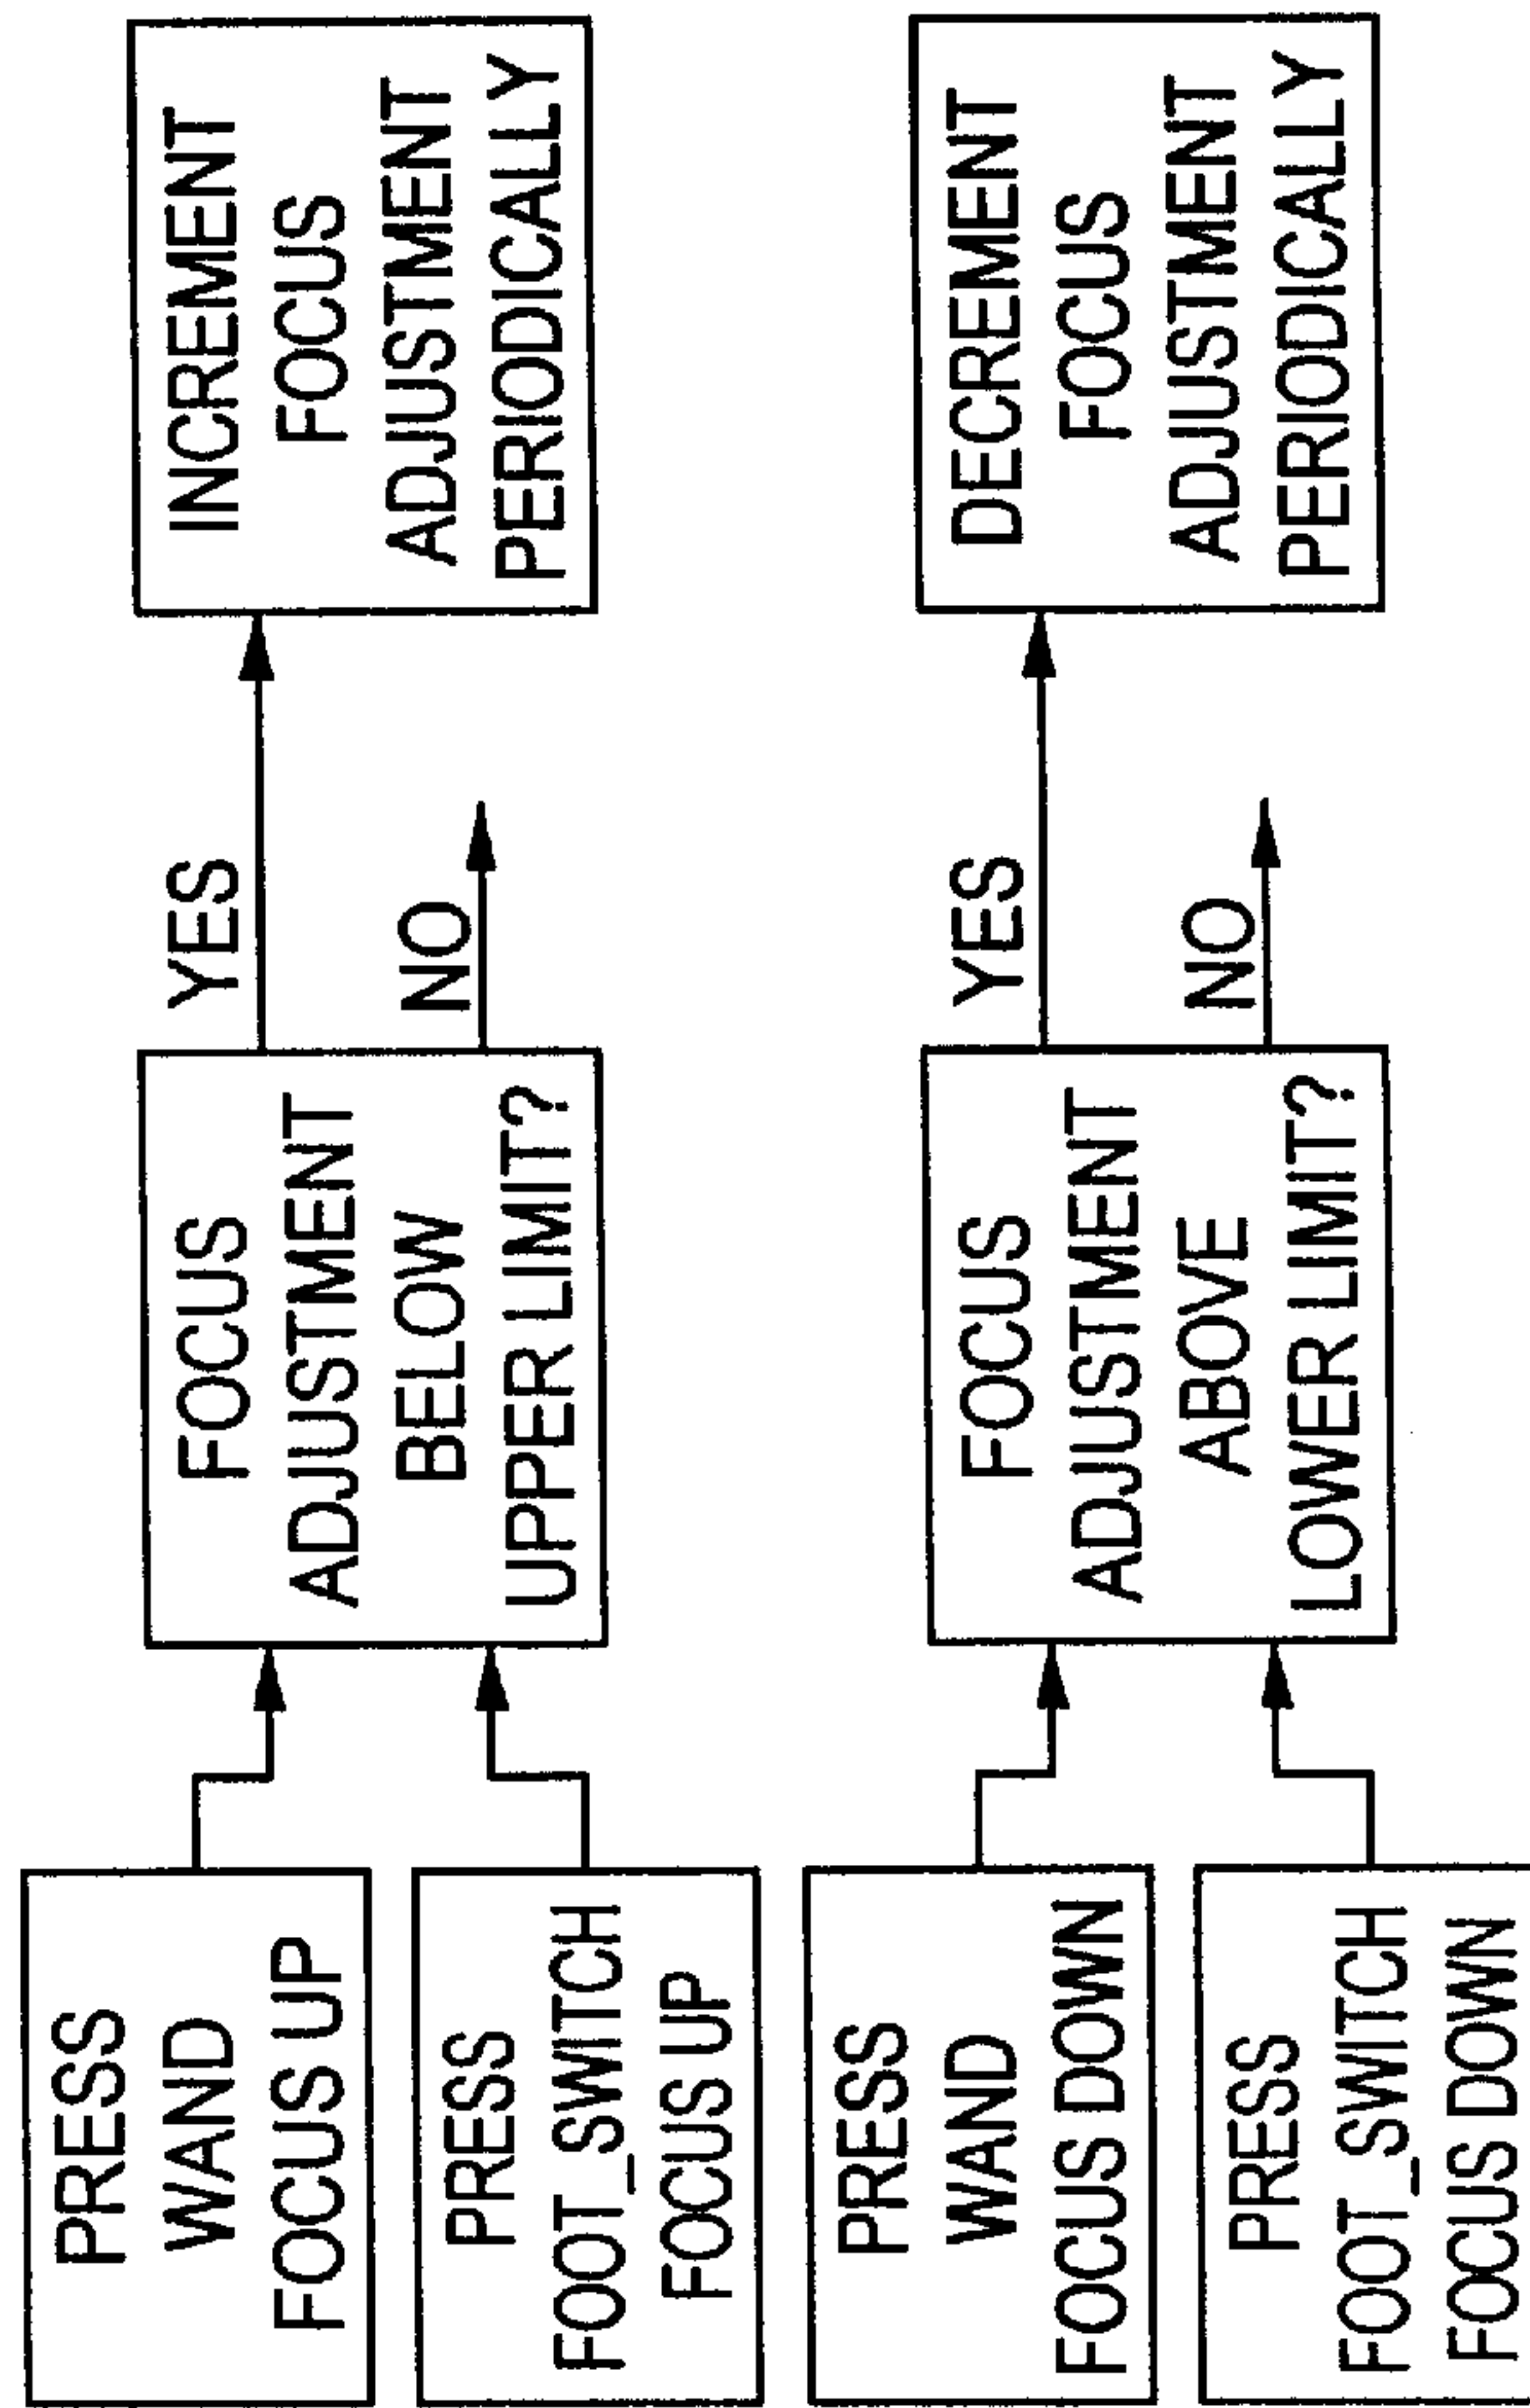 PRESS
WAND
FOCUS UP
PRESS
FOOT_SWITCH
FOCUS UP
FOCUS
ADJUSTMENT
BELOW
UPPER LIMIT?
YES
NO
INCREMENT
FOCUS
ADJUSTMENT
PERIODICALLY
PRESS
WAND
FOCUS DOWN
PRESS
FOOT_SWITCH
FOCUS DOWN
FOCUS
ADJUSTMENT
ABOVE
LOWER LIMIT?
YES
NO
DECREMENT
FOCUS
ADJUSTMENT
PERIODICALLY